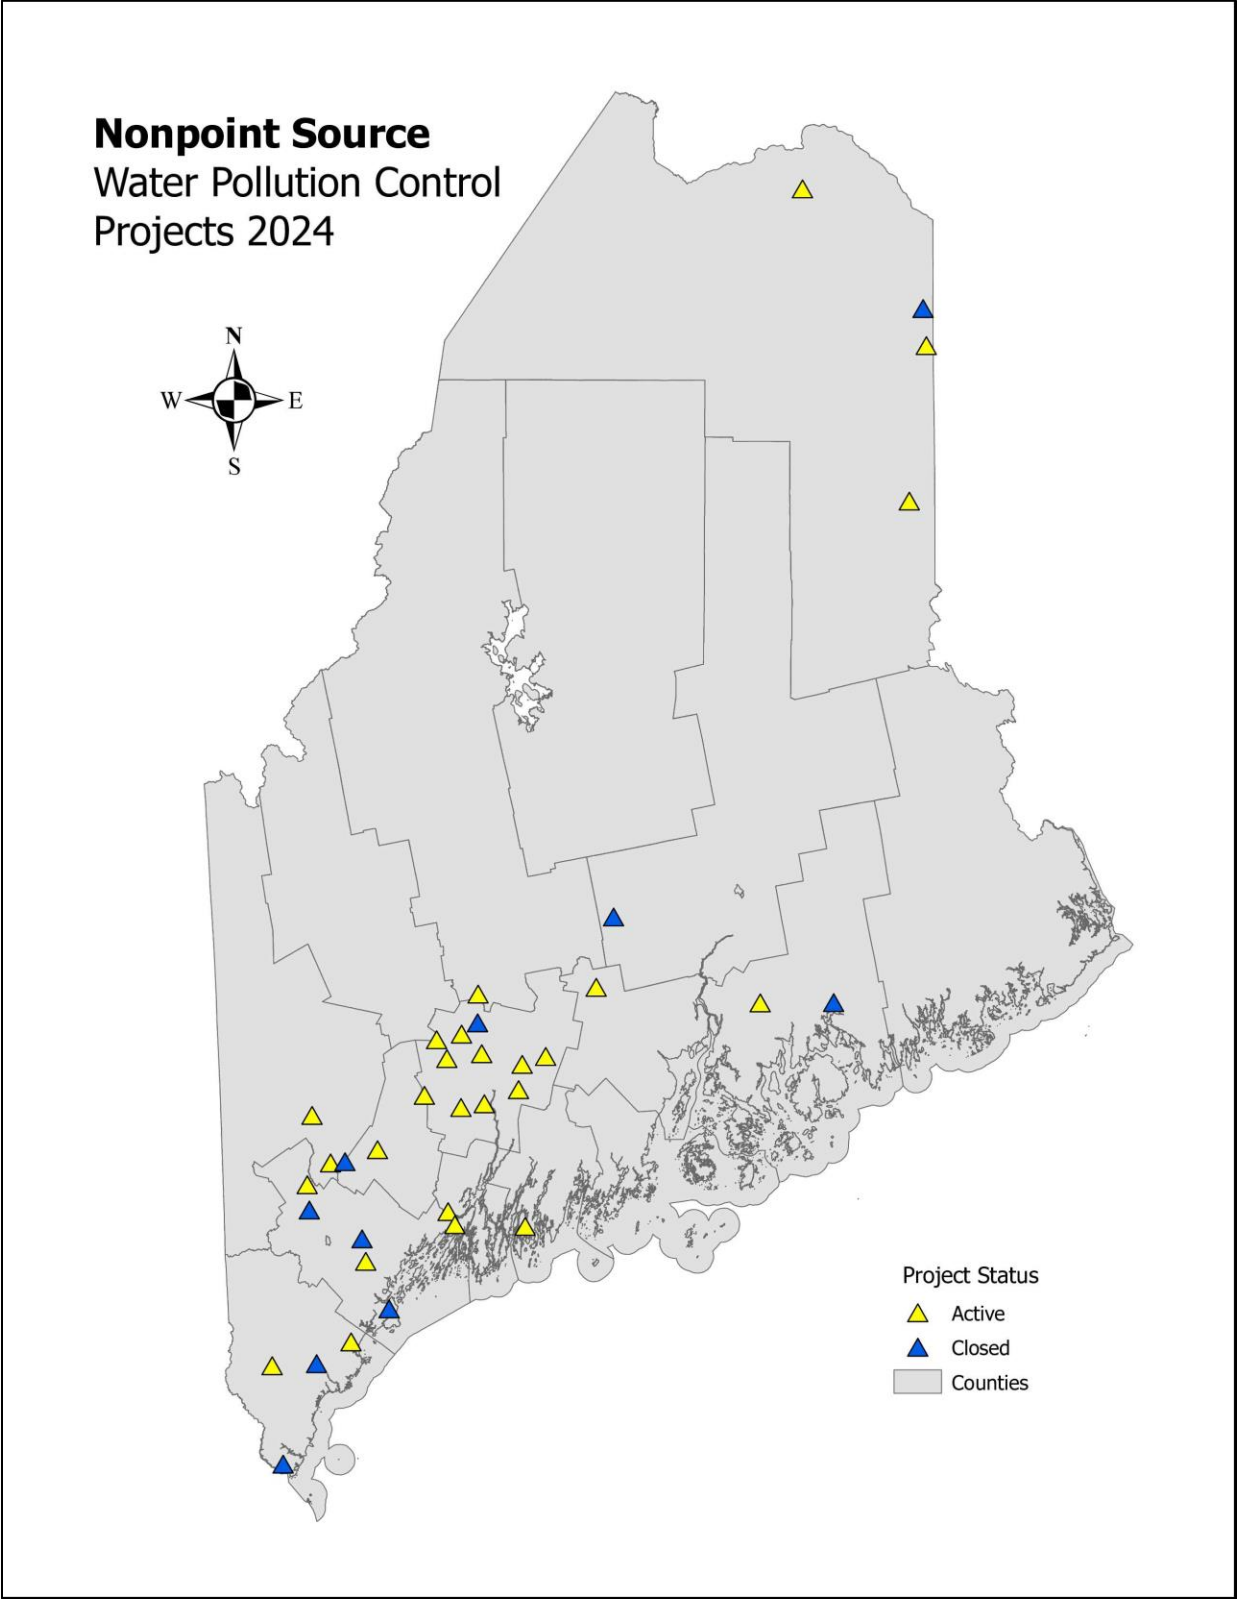 Nonpoint Source
Water Pollution Control
Projects 2024
N
W E
S
Project Status
Active
Closed
Counties